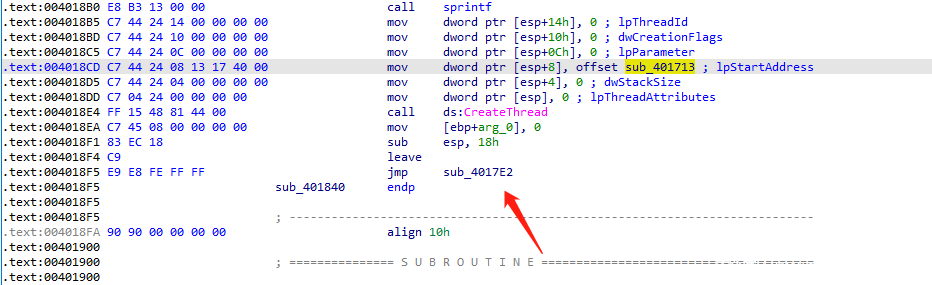 .text:004018B0 E8 B3 13 00 00 call sprintf
.text:004018B5 C7 44 24 14 00 00 00 00 mov dword ptr [esp+14h], 0 ; lpThreadId
.text:004018BD C7 44 24 10 00 00 00 00 mov dword ptr [esp+10h], 0 ; dwCreationFlags
.text:004018C5 C7 44 24 0C 00 00 00 00 mov dword ptr [esp+0Ch], 0 ; lpParameter
.text:004018CD C7 44 24 08 13 17 40 00 mov dword ptr [esp+8], offset sub_401713 ; lpStartAddress
.text:004018D5 C7 44 24 04 00 00 00 00 mov dword ptr [esp+4], 0 ; dwStackSize
.text:004018DD C7 04 24 00 00 00 00 mov dword ptr [esp], 0 ; lpThreadAttributes
.text:004018E4 FF 15 48 81 44 00 call ds:CreateThread
.text:004018EA C7 45 08 00 00 00 00 mov [ebp+arg_0], 0
.text:004018F1 83 EC 18 sub esp, 18h
.text:004018F4 C9 leave
.text:004018F5 E9 E8 FE FF FF jmp sub_4017E2
.text:004018F5 sub_401840 endp
.text:004018F5
.text:004018F5 ; ---------------------------------------------------------------------------
.text:004018FA 90 90 00 00 00 00 align 10h
.text:00401900
.text:00401900 ; =============== S U B R O U T I N E =======================================
.text:00401900